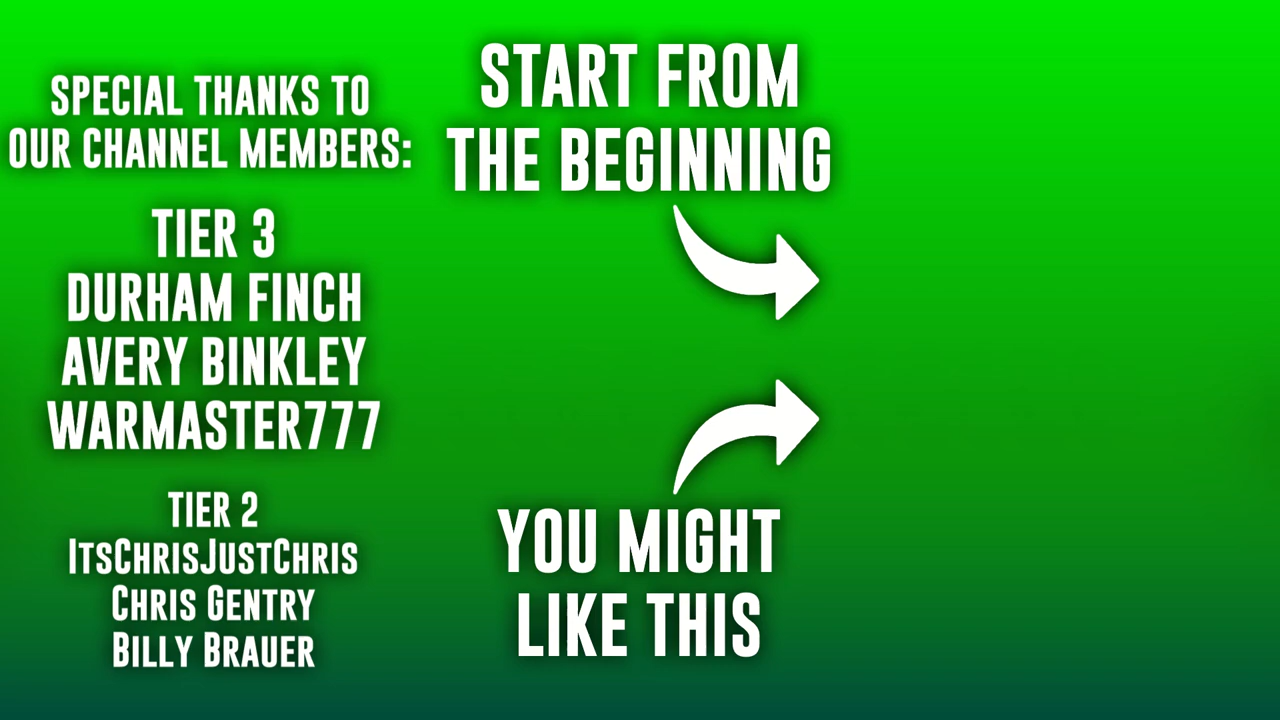 SPECIAL THANKS TO
OUR CHANNEL MEMBERS:
TIER 3
DURHAM FINCH
AVERY BINKLEY
WARMASTER777
TIER 2
ITSCHRISJUSTCHRIS
CHRIS GENTRY
BILLY BRAUER
START FROM
THE BEGINNING
YOU MIGHT
LIKE THIS